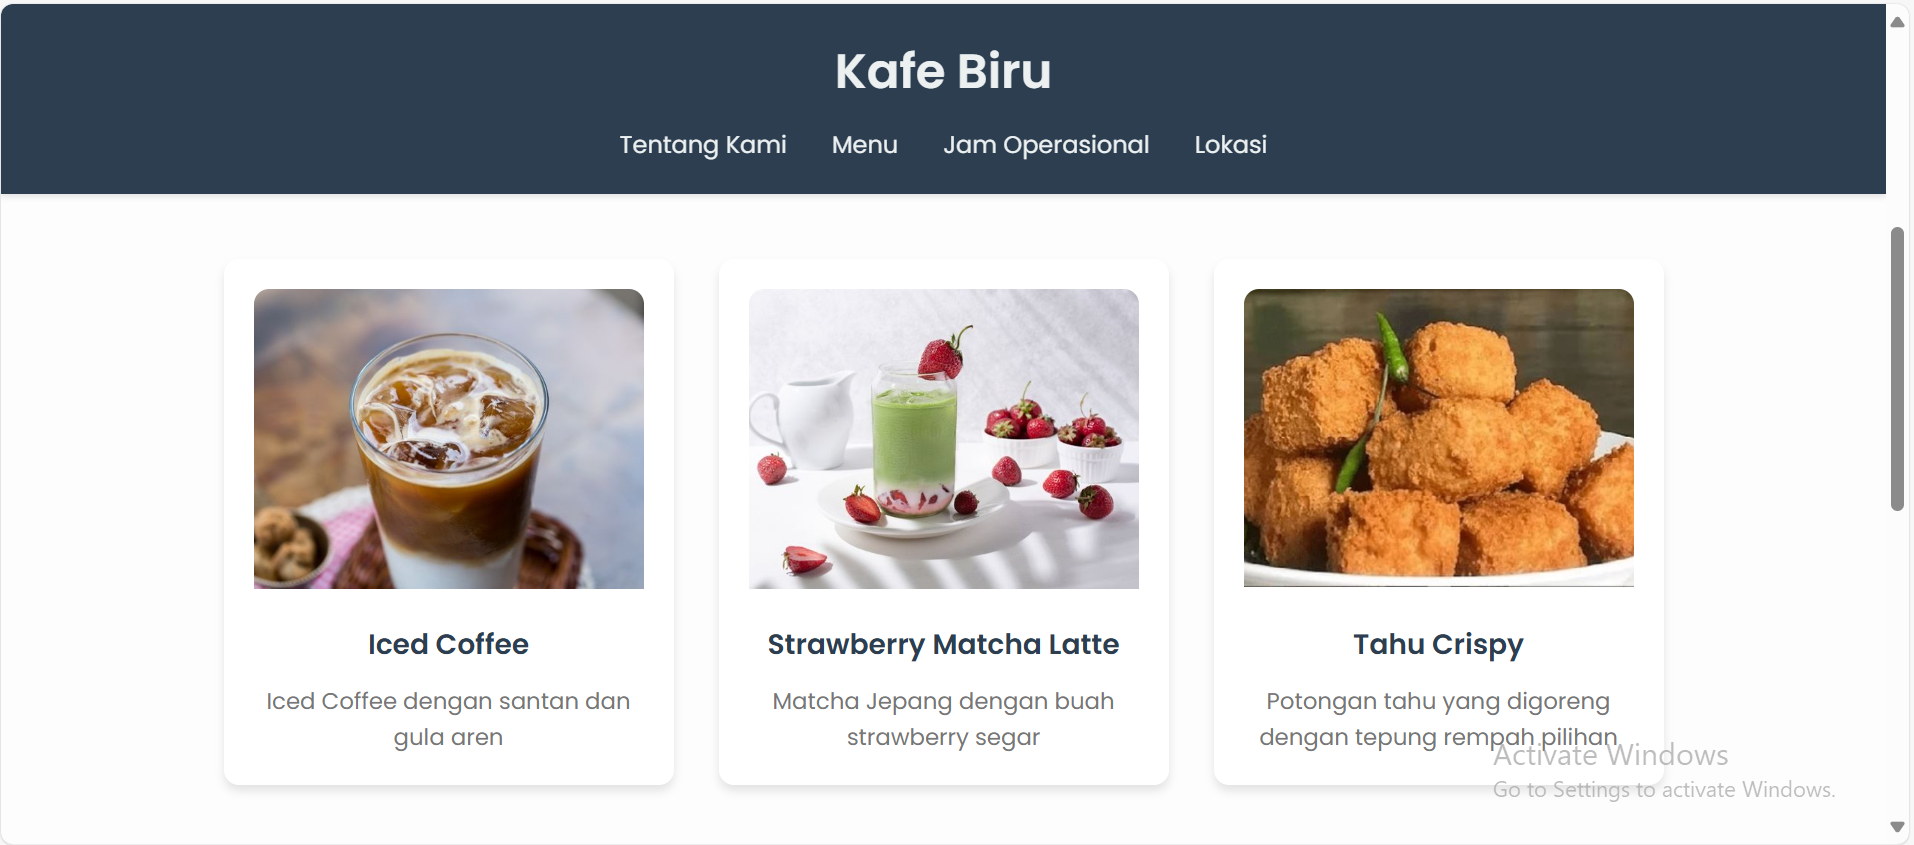 Kafe Biru
Tentang Kami Menu Jam Operasional Lokasi
Iced Coffee
Iced Coffee dengan santan dan
gula aren
Strawberry Matcha Latte
Matcha Jepang dengan buah
strawberry segar
Tahu Crispy
Potongan tahu yang digoreng
dengan tepung rempah pilihan
Activate Windows
Go to Settings to activate Windows.